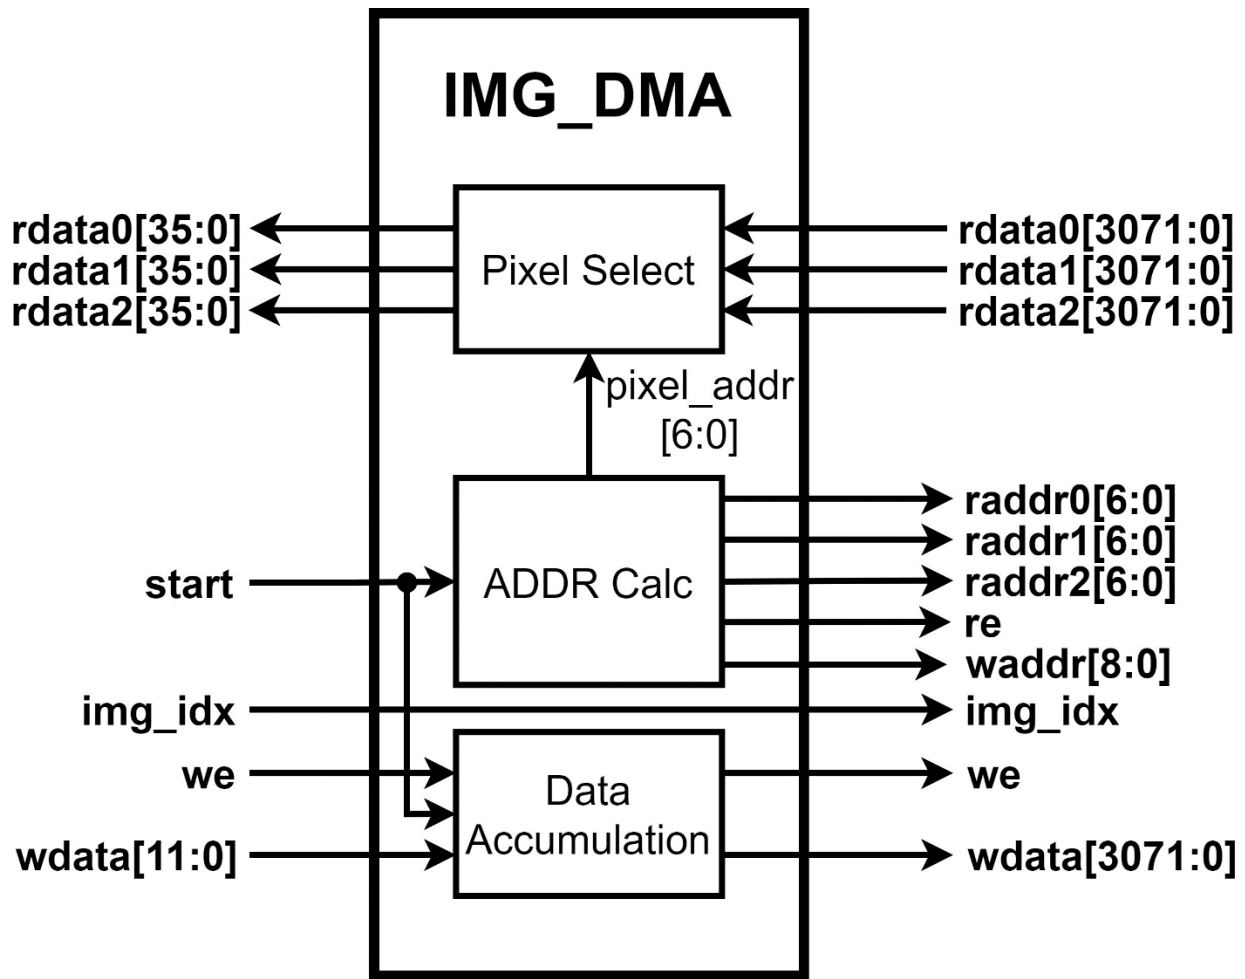 IMG_DMA
rdata0[35:0]
rdata1[35:0]
rdata2[35:0]
Pixel Select
rdata0[3071:0]
rdata1[3071:0]
rdata2[3071:0]
pixel_addr
[6:0]
start
ADDR Calc
raddr0[6:0]
raddr1[6:0]
raddr2[6:0]
re
waddr[8:0]
img_idx
img_idx
we
wdata[11:0]
Data
Accumulation
we
wdata[3071:0]